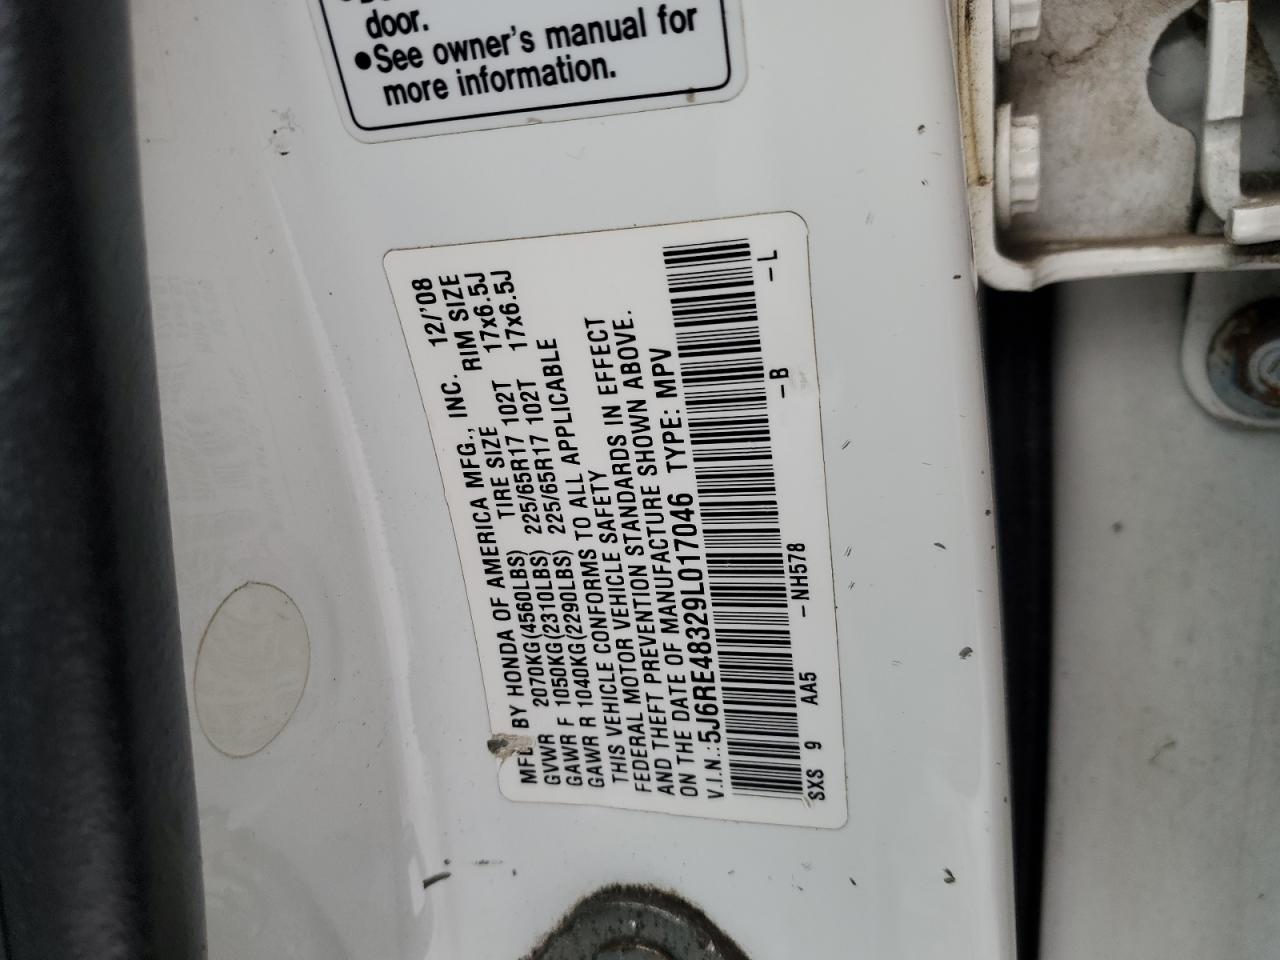 door.
●See owner's manual for
more information.
MFD BY HONDA OF AMERICA MFG., INC. 12/'08
TIRE SIZE RIM SIZE
GVWR 2070KG(4560LBS)
GAWR F 1050KG(2310LBS) 225/65R17 102T 17x6.5J
GAWR R 1040KG(2290LBS) 225/65R17 102T 17x6.5J
THIS VEHICLE CONFORMS TO ALL APPLICABLE
FEDERAL MOTOR VEHICLE SAFETY
AND THEFT PREVENTION STANDARDS IN EFFECT
ON THE DATE OF MANUFACTURE SHOWN ABOVE.
V.I.N.: 5J6RE48329L017046 TYPE: MPV
SXS 9 AA5 -NH578 -B -L